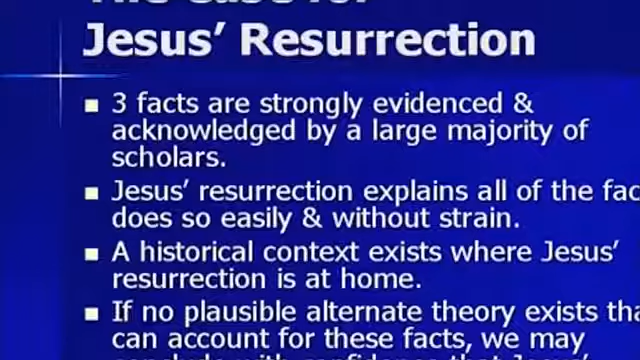 Jesus' Resurrection
3 facts are strongly evidenced &
acknowledged by a large majority of
scholars.
Jesus' resurrection explains all of the
does so easily & without strain.
A historical context exists where Jesus'
resurrection is at home.
If no plausible alternate theory exists
can account for these facts, we may